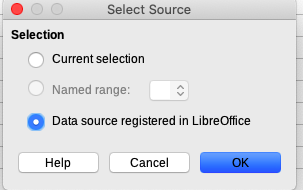 Select Source
Selection
Current selection
Named range:
Data source registered in LibreOffice
Help Cancel OK